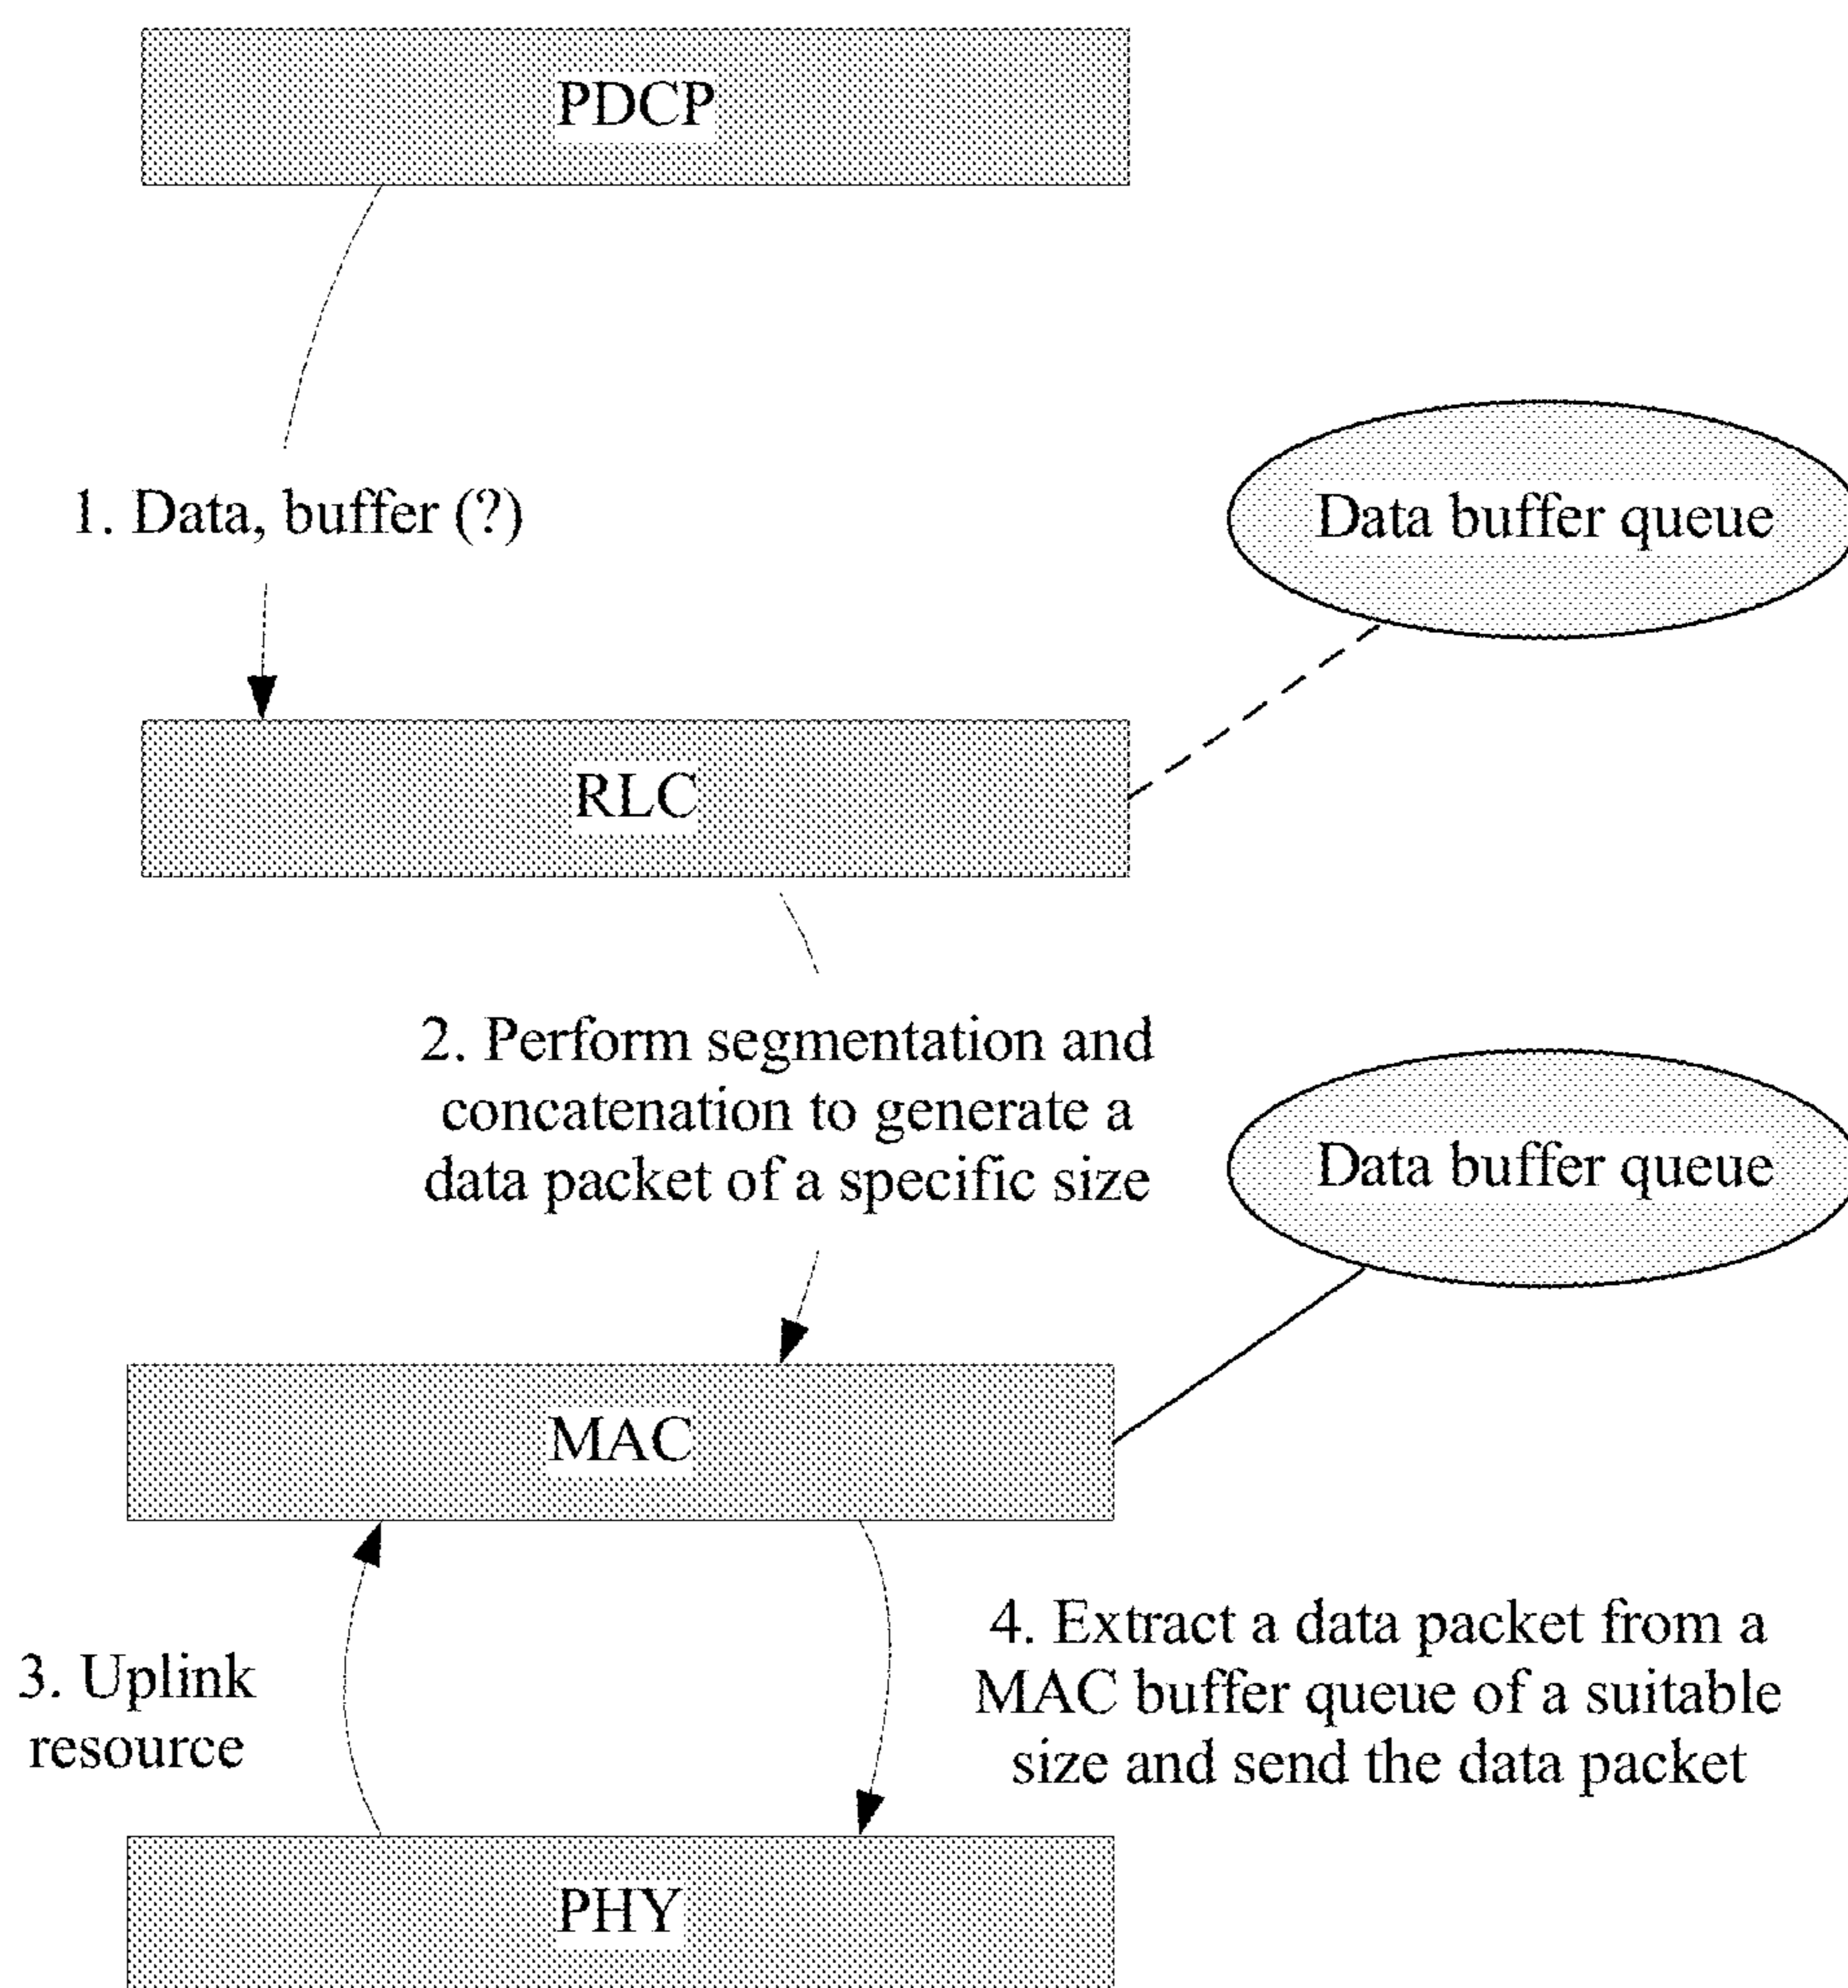 PDCP
1. Data, buffer (?)
Data buffer queue
RLC
2. Perform segmentation and
concatenation to generate a
data packet of a specific size
Data buffer queue
MAC
3. Uplink
resource
4. Extract a data packet from a
MAC buffer queue of a suitable
size and send the data packet
PHY